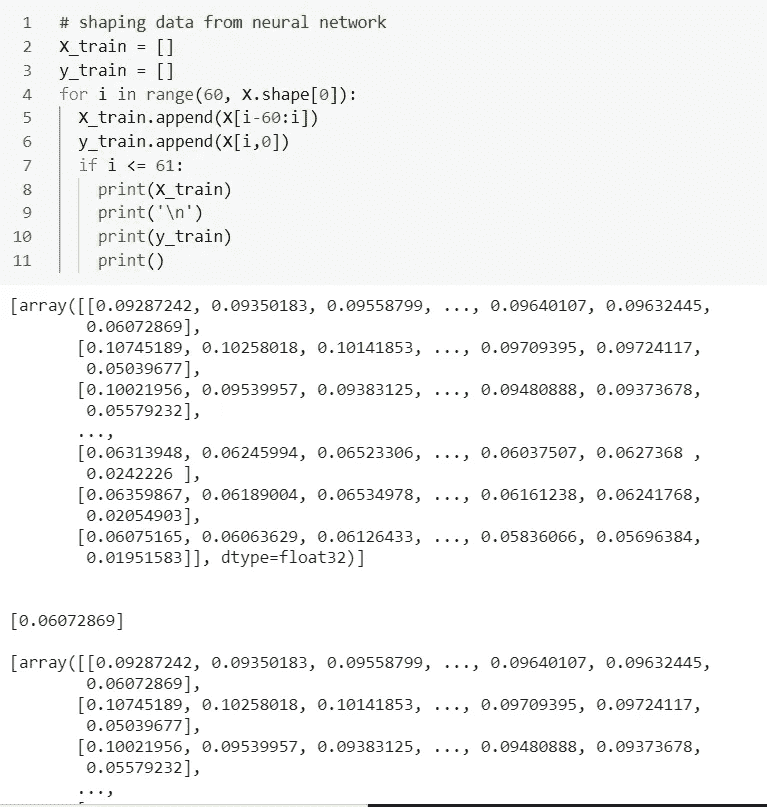 1 # shaping data from neural network
2 X_train = []
3 y_train = []
4 for i in range(60, X.shape[0]):
5 X_train.append(X[i-60:i])
6 y_train.append(X[i,0])
7 if i <= 61:
8 print(X_train)
9 print('\n')
10 print(y_train)
11 print()
[array([[0.09287242, 0.09350183, 0.09558799, ..., 0.09640107, 0.09632445,
0.06072869],
[0.10745189, 0.10258018, 0.10141853, ..., 0.09709395, 0.09724117,
0.05039677],
[0.10021956, 0.09539957, 0.09383125, ..., 0.09480888, 0.09373678,
0.05579232],
...,
[0.06313948, 0.06245994, 0.06523306, ..., 0.06037507, 0.0627368 ,
0.0242226 ],
[0.06359867, 0.06189004, 0.06534978, ..., 0.06161238, 0.06241768,
0.02054903],
[0.06075165, 0.06063629, 0.06126433, ..., 0.05836066, 0.05696384,
0.01951583]], dtype=float32)]
[0.06072869]
[array([[0.09287242, 0.09350183, 0.09558799, ..., 0.09640107, 0.09632445,
0.06072869],
[0.10745189, 0.10258018, 0.10141853, ..., 0.09709395, 0.09724117,
0.05039677],
[0.10021956, 0.09539957, 0.09383125, ..., 0.09480888, 0.09373678,
0.05579232],
...,